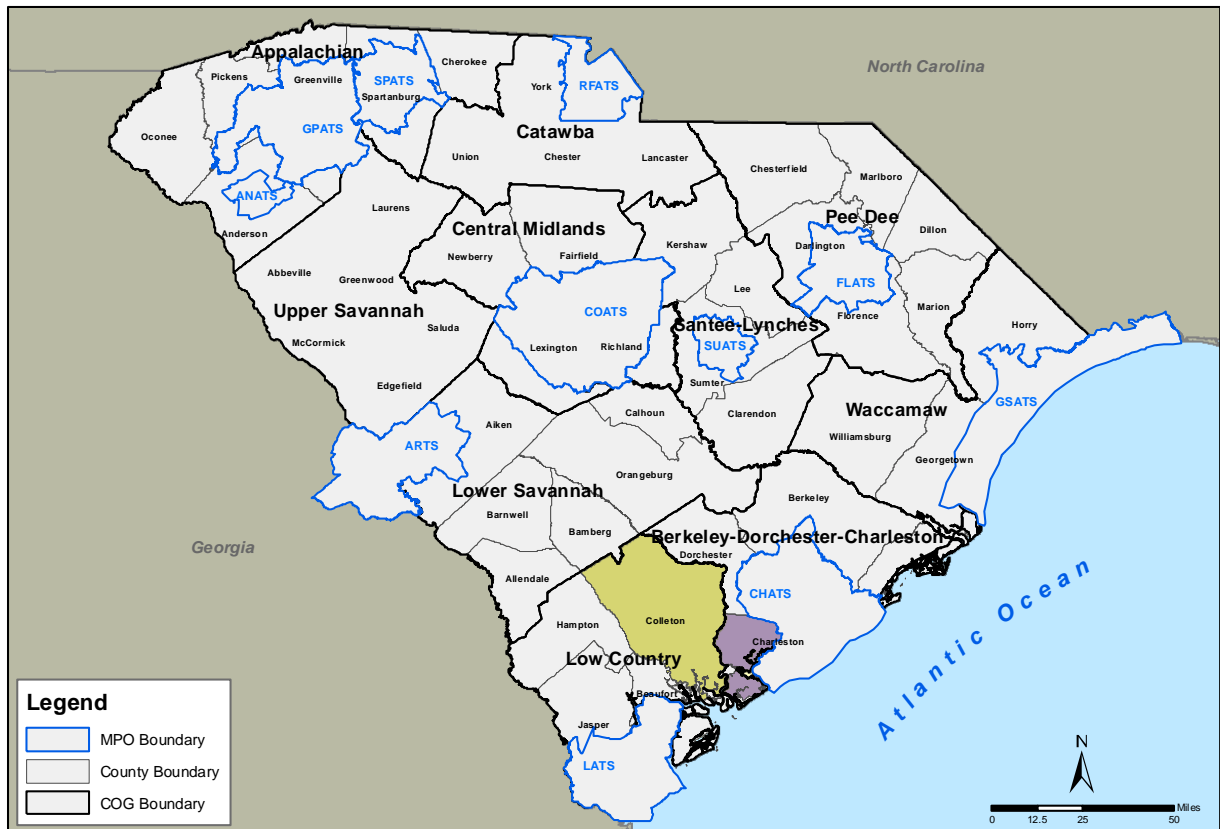 Appalachian
Pickens
Greenville
SPATS
Spartanburg
Cherokee
York
RFATS
North Carolina
Oconee
GPATS
Catawba
Union
Chester
Lancaster
Chesterfield
Marlboro
ANATS
Anderson
Laurens
Central Midlands
Newberry
Fairfield
Kershaw
Pee Dee
Darlington
Dillon
Abbeville
Greenwood
Lee
FLATS
Marion
Upper Savannah
COATS
Santee-Lynches
Florence
Horry
Saluda
McCormick
Lexington
Richland
SUATS
Sumter
Edgefield
Clarendon
Waccamaw
Williamsburg
GSATS
Georgetown
Aiken
Calhoun
ARTS
Orangeburg
Lower Savannah
Barnwell
Bamberg
Berkeley
Berkeley-Dorchester-Charleston
Dorchester
Georgia
Allendale
CHATS
Hampton
Colleton
Charleston
Low Country
Beaufort
Jasper
LATS
Atlantic Ocean
Legend
MPO Boundary
County Boundary
COG Boundary
N
Miles
0 12.5 25 50